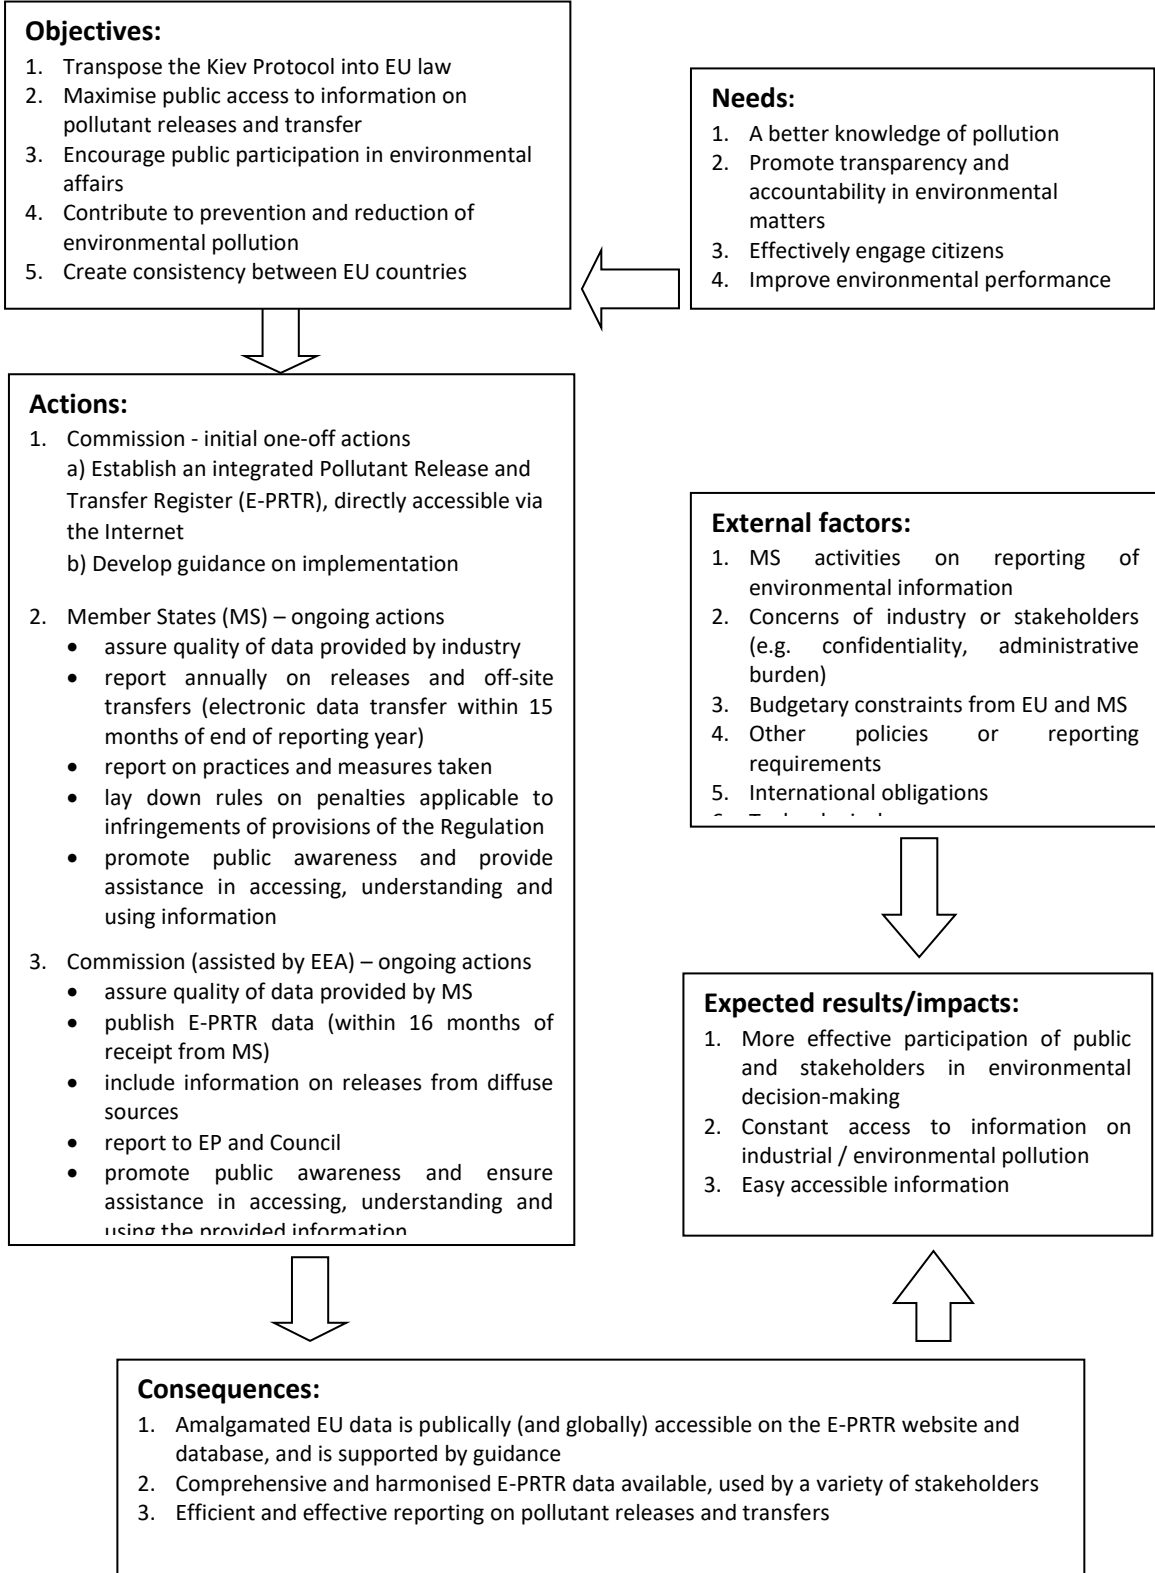 Objectives:
1. Transpose the Kiev Protocol into EU law
2. Maximise public access to information on
pollutant releases and transfer
3. Encourage public participation in environmental
affairs
4. Contribute to prevention and reduction of
environmental pollution
5. Create consistency between EU countries
Needs:
1. A better knowledge of pollution
2. Promote transparency and
accountability in environmental
matters
3. Effectively engage citizens
4. Improve environmental performance
Actions:
1. Commission - initial one-off actions
a) Establish an integrated Pollutant Release and
Transfer Register (E-PRTR), directly accessible via
the Internet
b) Develop guidance on implementation
2. Member States (MS) – ongoing actions
• assure quality of data provided by industry
• report annually on releases and off-site
transfers (electronic data transfer within 15
months of end of reporting year)
• report on practices and measures taken
• lay down rules on penalties applicable to
infringements of provisions of the Regulation
• promote public awareness and provide
assistance in accessing, understanding and
using information
3. Commission (assisted by EEA) – ongoing actions
• assure quality of data provided by MS
• publish E-PRTR data (within 16 months of
receipt from MS)
• include information on releases from diffuse
sources
• report to EP and Council
• promote public awareness and ensure
assistance in accessing, understanding and
using the provided information
External factors:
1. MS activities on reporting of
environmental information
2. Concerns of industry or stakeholders
(e.g. confidentiality, administrative
burden)
3. Budgetary constraints from EU and MS
4. Other policies or reporting
requirements
5. International obligations
Expected results/impacts:
1. More effective participation of public
and stakeholders in environmental
decision-making
2. Constant access to information on
industrial / environmental pollution
3. Easy accessible information
Consequences:
1. Amalgamated EU data is publically (and globally) accessible on the E-PRTR website and
database, and is supported by guidance
2. Comprehensive and harmonised E-PRTR data available, used by a variety of stakeholders
3. Efficient and effective reporting on pollutant releases and transfers